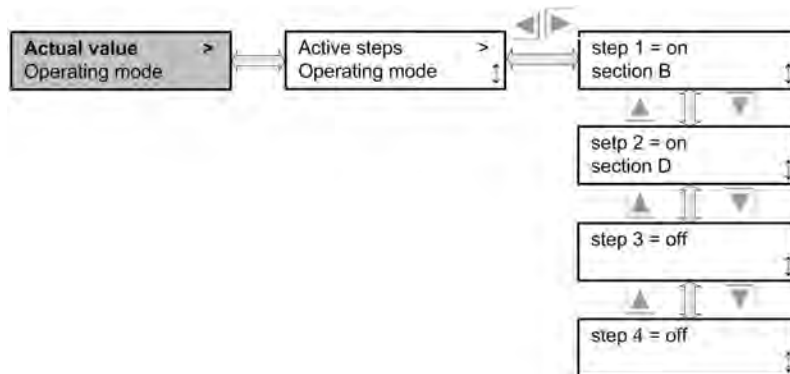 Actual value >
Operating mode
Active steps >
Operating mode
step 1 = on
section B
setp 2 = on
section D
step 3 = off
step 4 = off